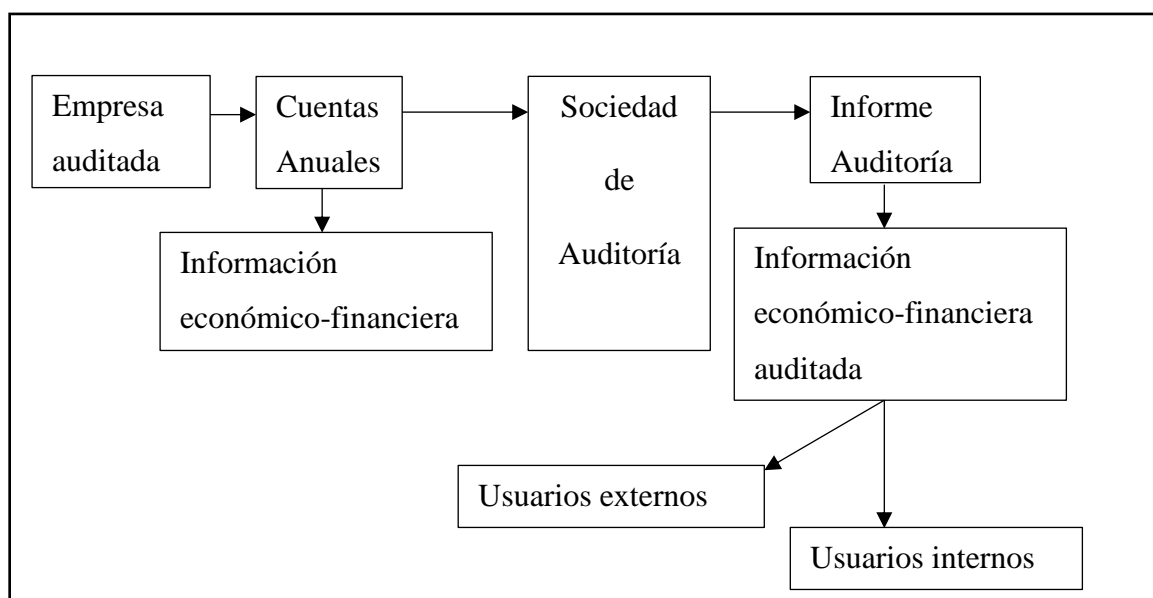 Empresa
auditada
Cuentas
Anuales
Sociedad
de
Auditoría
Informe
Auditoría
Información
económico-financiera
Información
económico-financiera
auditada
Usuarios externos
Usuarios internos